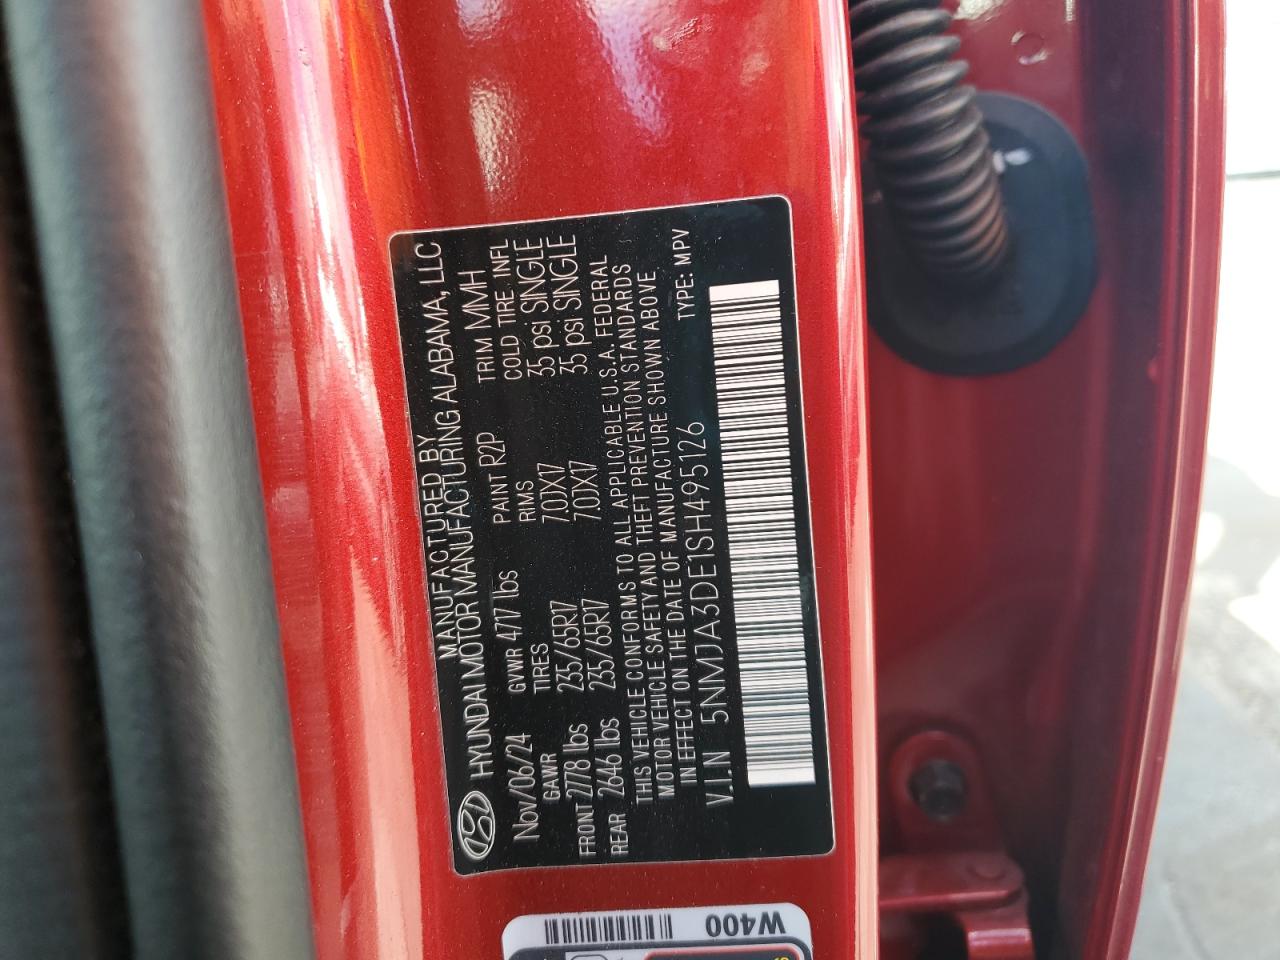 MANUFACTURED BY
HYUNDAI MOTOR MANUFACTURING ALABAMA, LLC
Nov/06/24 GVWR 4717 lbs PAINT R2P TRIM MMH
GAWR TIRES RIMS COLD TIRE INFL
FRONT 2778 lbs 235/65R17 7.0JX17 35 psi SINGLE
REAR 2646 lbs 235/65R17 7.0JX17 35 psi SINGLE
THIS VEHICLE CONFORMS TO ALL APPLICABLE U.S.A. FEDERAL
MOTOR VEHICLE SAFETY AND THEFT PREVENTION STANDARDS
IN EFFECT ON THE DATE OF MANUFACTURE SHOWN ABOVE
V.I.N 5NMJA3DE1SH495126 TYPE: MPV
W400